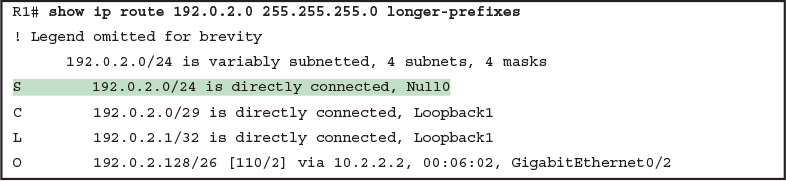 R1# show ip route 192.0.2.0 255.255.255.0 longer-prefixes
! Legend omitted for brevity
192.0.2.0/24 is variably subnetted, 4 subnets, 4 masks
S 192.0.2.0/24 is directly connected, Null0
C 192.0.2.0/29 is directly connected, Loopback1
L 192.0.2.1/32 is directly connected, Loopback1
O 192.0.2.128/26 [110/2] via 10.2.2.2, 00:06:02, GigabitEthernet0/2